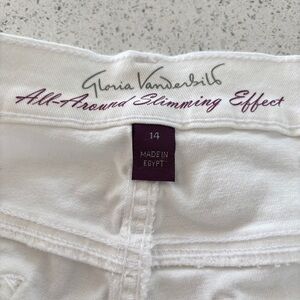 Gloria Vanderbilt
All-Around Slimming Effect
14
MADE IN
EGYPT